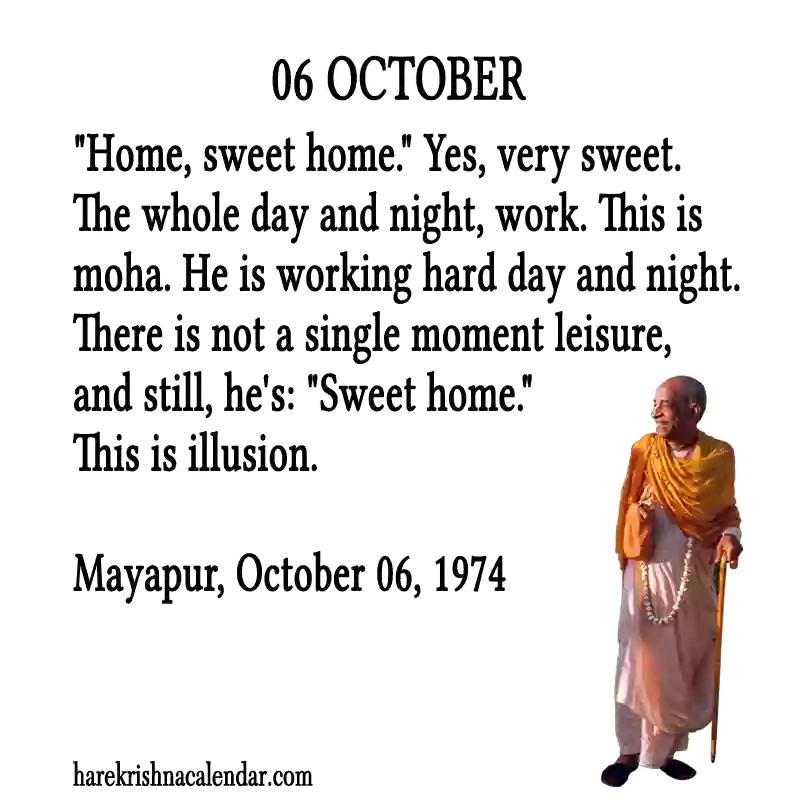 06 OCTOBER
"Home, sweet home." Yes, very sweet.
The whole day and night, work. This is
moha. He is working hard day and night.
There is not a single moment leisure,
and still, he's: "Sweet home."
This is illusion.
Mayapur, October 06, 1974
harekrishnacalendar.com